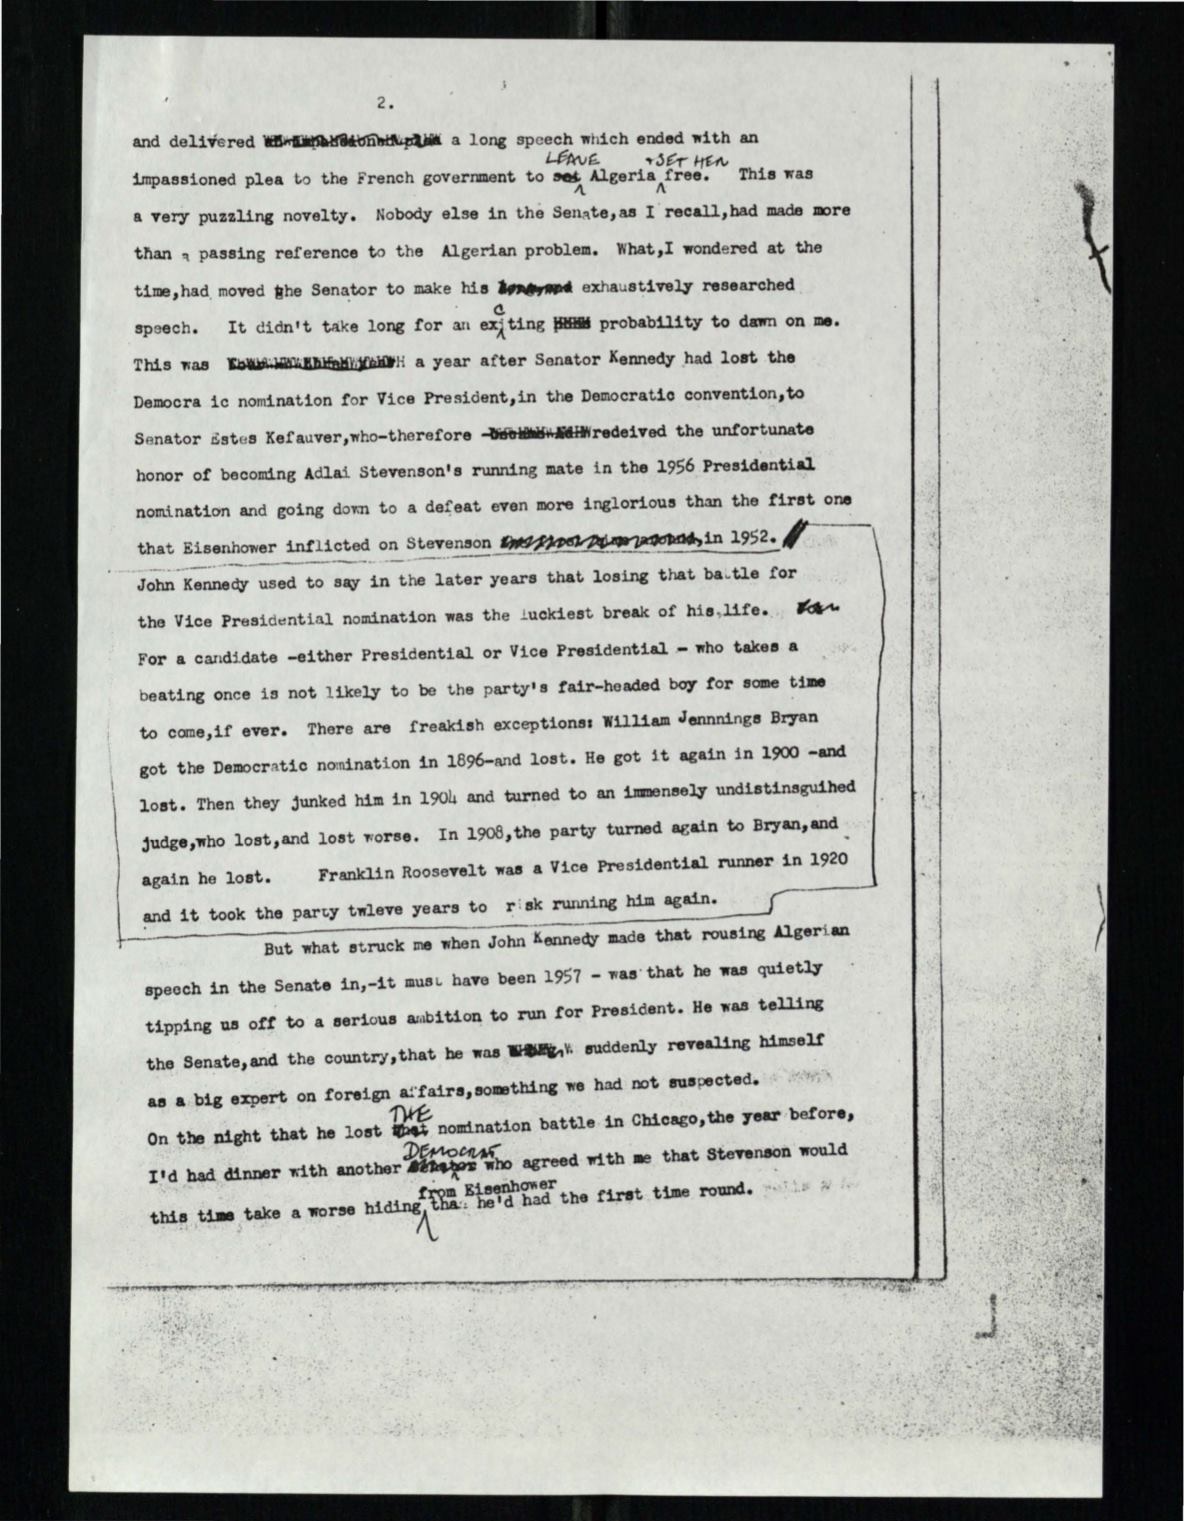 2.
and delivered a long speech which ended with an
LEAVE + SET HER
impassioned plea to the French government to set Algeria free. This was
a very puzzling novelty. Nobody else in the Senate,as I recall,had made more
than a passing reference to the Algerian problem. What,I wondered at the
time,had moved the Senator to make his exhaustively researched
speech. It didn't take long for an exciting probability to dawn on me.
This was a year after Senator Kennedy had lost the
Democra ic nomination for Vice President,in the Democratic convention,to
Senator Estes Kefauver,who-therefore - redeived the unfortunate
honor of becoming Adlai Stevenson's running mate in the 1956 Presidential
nomination and going down to a defeat even more inglorious than the first one
that Eisenhower inflicted on Stevenson ,in 1952.
John Kennedy used to say in the later years that losing that battle for
the Vice Presidential nomination was the luckiest break of his life.
For a candidate -either Presidential or Vice Presidential - who takes a
beating once is not likely to be the party's fair-headed boy for some time
to come,if ever. There are freakish exceptions: William Jennnings Bryan
got the Democratic nomination in 1896-and lost. He got it again in 1900 -and
lost. Then they junked him in 1904 and turned to an immensely undistinsguihed
judge,who lost,and lost worse. In 1908,the party turned again to Bryan,and
again he lost. Franklin Roosevelt was a Vice Presidential runner in 1920
and it took the party twleve years to risk running him again.
But what struck me when John Kennedy made that rousing Algerian
speech in the Senate in,-it must have been 1957 - was that he was quietly
tipping us off to a serious ambition to run for President. He was telling
the Senate,and the country,that he was suddenly revealing himself
as a big expert on foreign affairs,something we had not suspected.
THE
On the night that he lost that nomination battle in Chicago,the year before,
DEMOCRAT
I'd had dinner with another senator who agreed with me that Stevenson would
from Eisenhower
this time take a worse hiding than he'd had the first time round.